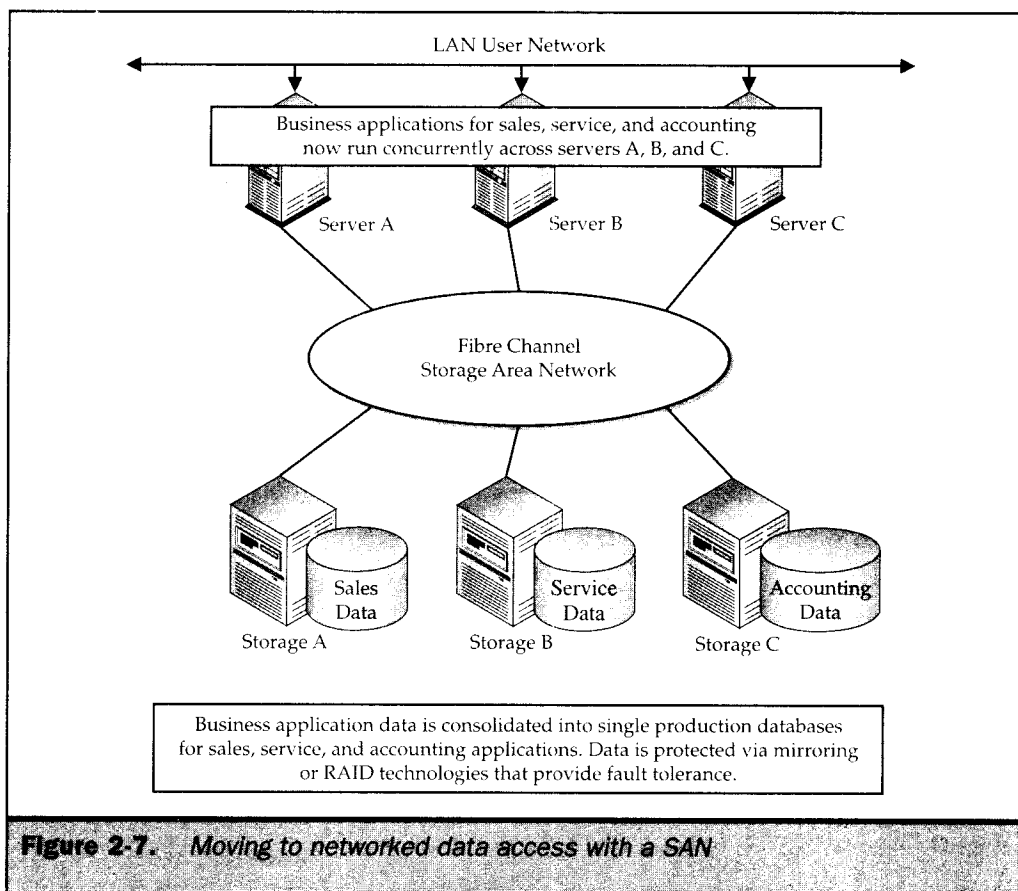 LAN User Network
Business applications for sales, service, and accounting
now run concurrently across servers A, B, and C.
Server A
Server B
Server C
Fibre Channel
Storage Area Network
Sales
Data
Service
Data
Accounting
Data
Storage A
Storage B
Storage C
Business application data is consolidated into single production databases
for sales, service, and accounting applications. Data is protected via mirroring
or RAID technologies that provide fault tolerance.
Figure 2-7. Moving to networked data access with a SAN